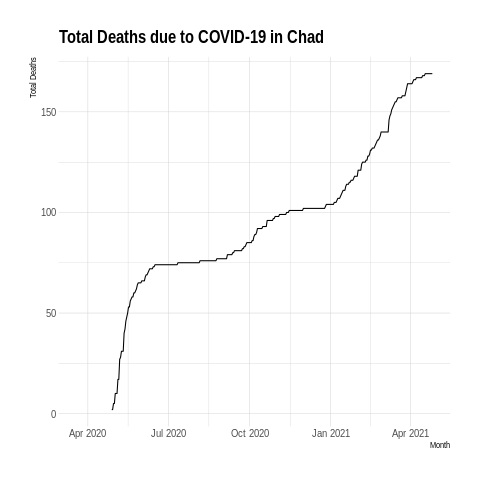 Total Deaths due to COVID-19 in Chad
Total Deaths
150
100
50
0
Apr 2020 Jul 2020 Oct 2020 Jan 2021 Apr 2021
Month